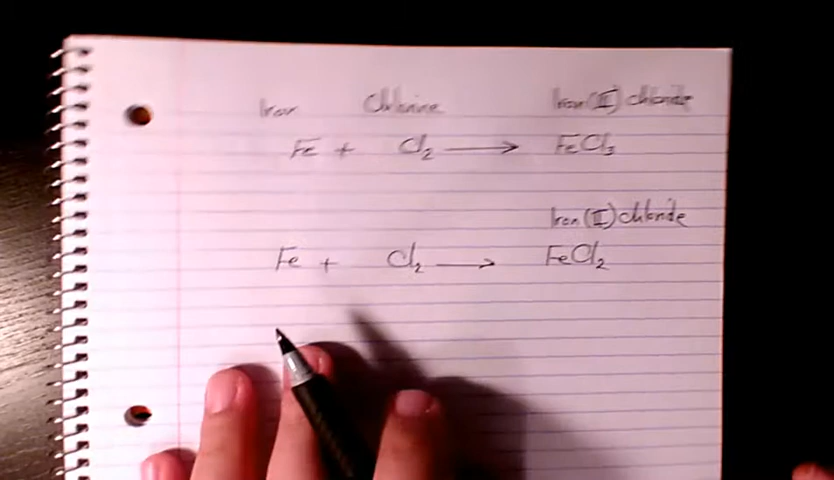 Iron Chlorine Iron(III) chloride
Fe + Cl2 → FeCl3
Iron(II) chloride
Fe + Cl2 → FeCl2